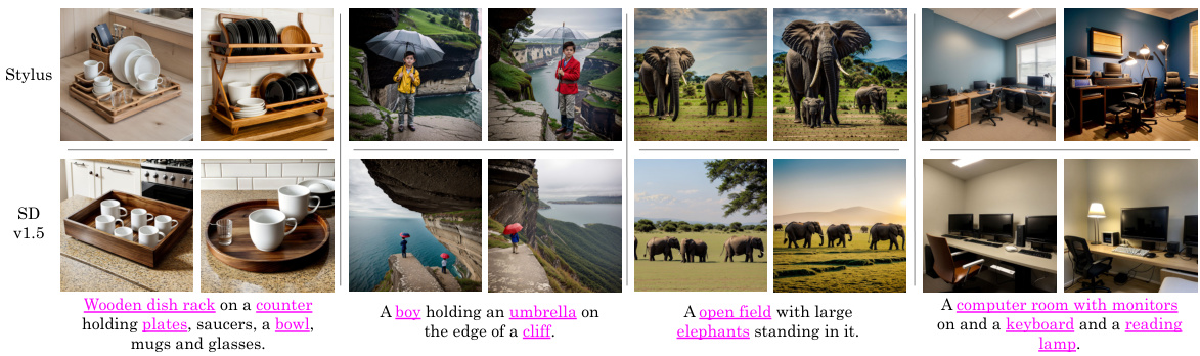 Stylus
SD
v1.5
Wooden dish rack on a counter
holding plates, saucers, a bowl,
mugs and glasses.
A boy holding an umbrella on
the edge of a cliff.
A open field with large
elephants standing in it.
A computer room with monitors
on and a keyboard and a reading
lamp.